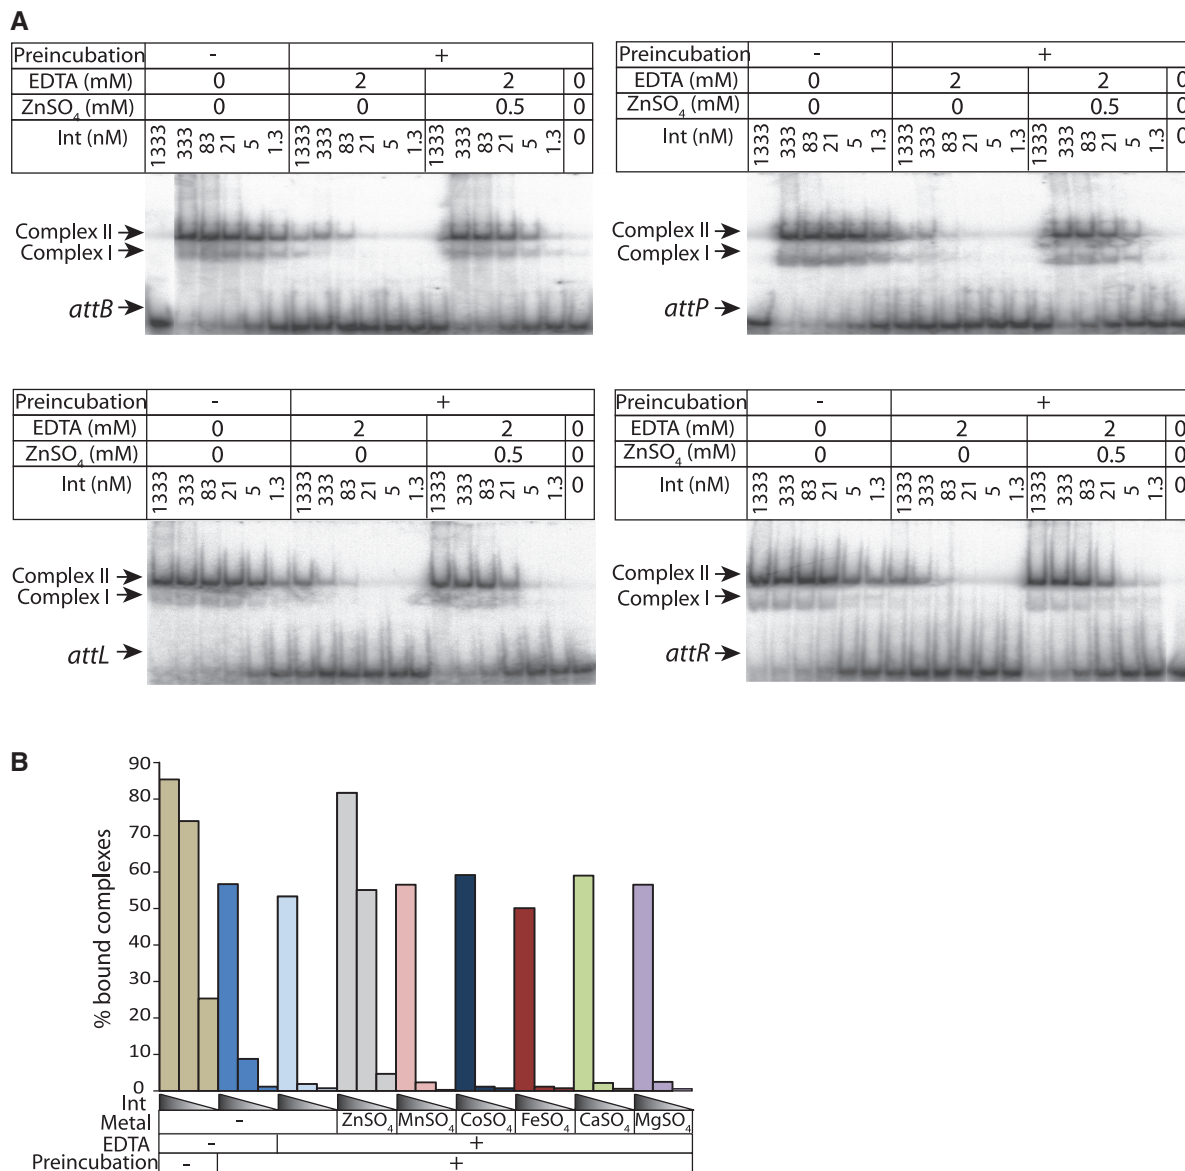 A
Preincubation - +
EDTA (mM) 0 2 2 0
ZnSO4 (mM) 0 0 0.5 0
Int (nM) 1333 333 83 21 5 1.3 1333 333 83 21 5 1.3 1333 333 83 21 5 1.3 0
Complex II
Complex I
attB
Preincubation - +
EDTA (mM) 0 2 2 0
ZnSO4 (mM) 0 0 0.5 0
Int (nM) 1333 333 83 21 5 1.3 1333 333 83 21 5 1.3 1333 333 83 21 5 1.3 0
Complex II
Complex I
attP
Preincubation - +
EDTA (mM) 0 2 2 0
ZnSO4 (mM) 0 0 0.5 0
Int (nM) 1333 333 83 21 5 1.3 1333 333 83 21 5 1.3 1333 333 83 21 5 1.3 0
Complex II
Complex I
attL
Preincubation - +
EDTA (mM) 0 2 2 0
ZnSO4 (mM) 0 0 0.5 0
Int (nM) 1333 333 83 21 5 1.3 1333 333 83 21 5 1.3 1333 333 83 21 5 1.3 0
Complex II
Complex I
attR
B
% bound complexes
90
80
70
60
50
40
30
20
10
0
Int
Metal - ZnSO4 MnSO4 CoSO4 FeSO4 CaSO4 MgSO4
EDTA - +
Preincubation - +